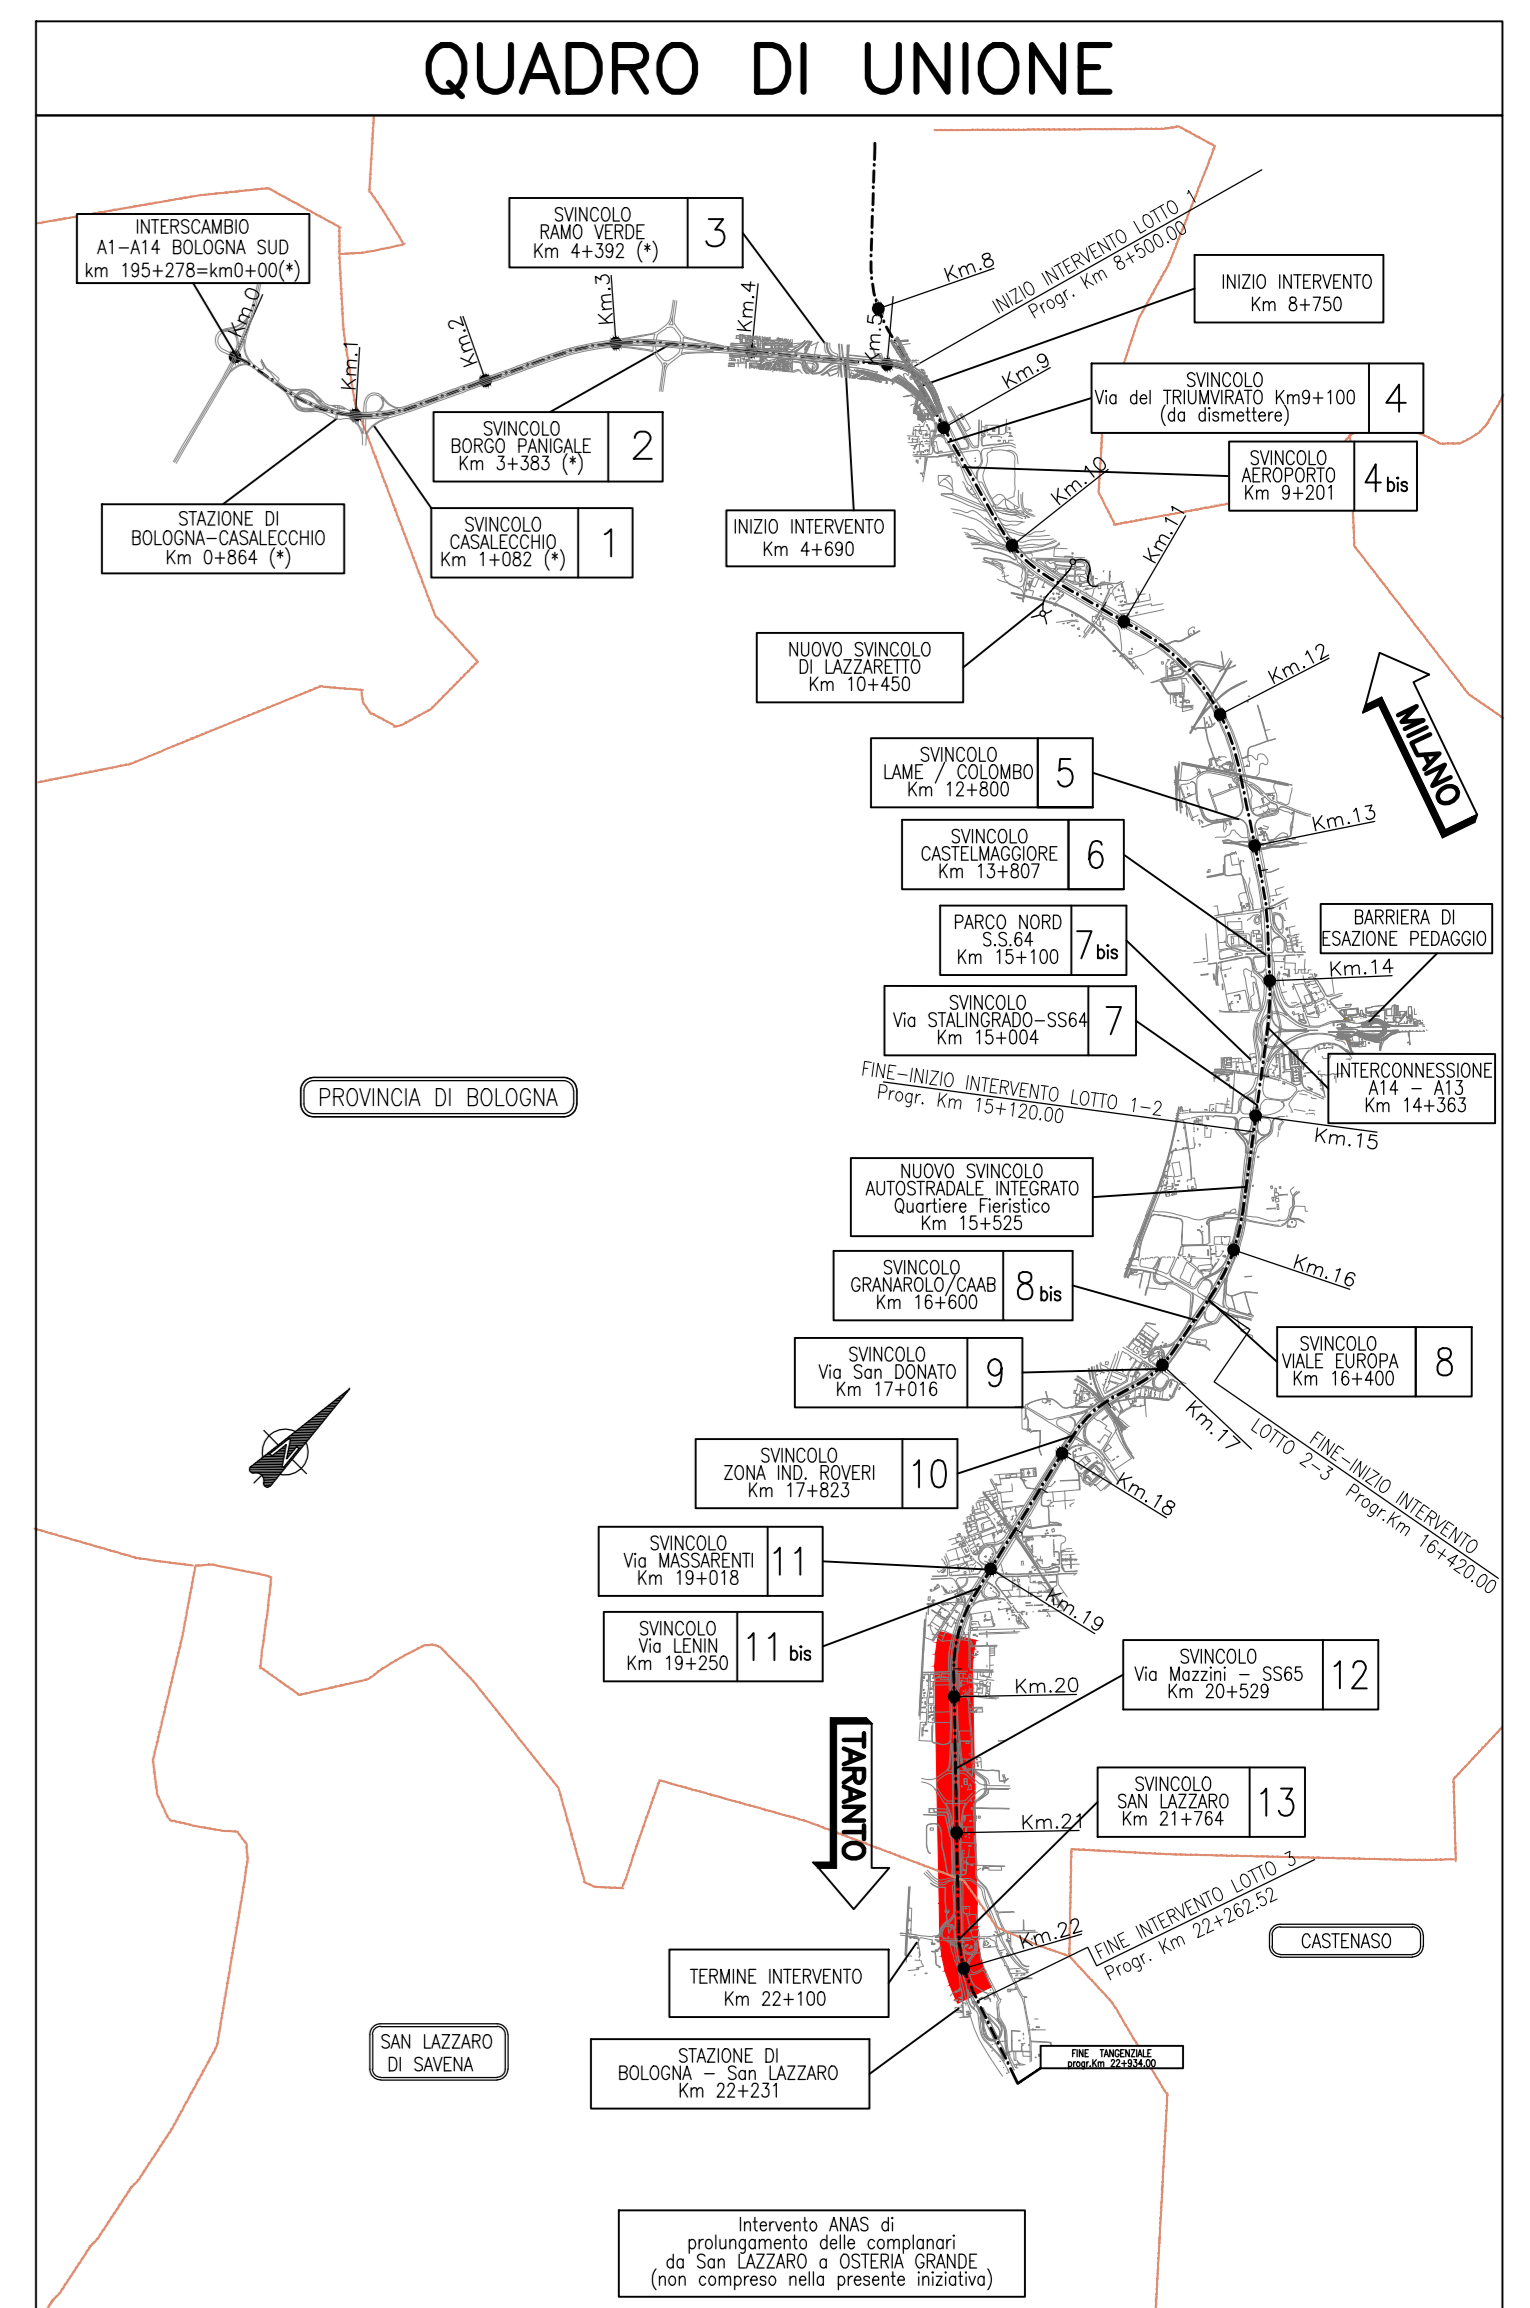 QUADRO DI UNIONE
INTERSCAMBIO
A1-A14 BOLOGNA SUD
km 195+278=km0+00(*)
SVINCOLO
RAMO VERDE
Km 4+392 (*)
3
INIZIO INTERVENTO LOTTO 1
Progr. Km 8+500.00
INIZIO INTERVENTO
Km 8+750
Km.0
Km.1
Km.2
Km.3
Km.4
Km.5
Km.8
Km.9
SVINCOLO
Via del TRIUMVIRATO Km9+100
(da dismettere)
4
SVINCOLO
BORGO PANIGALE
Km 3+383 (*)
2
SVINCOLO
AEROPORTO
Km 9+201
4 bis
STAZIONE DI
BOLOGNA-CASALECCHIO
Km 0+864 (*)
SVINCOLO
CASALECCHIO
Km 1+082 (*)
1
INIZIO INTERVENTO
Km 4+690
Km.10
Km.11
NUOVO SVINCOLO
DI LAZZARETTO
Km 10+450
Km.12
MILANO
SVINCOLO
LAME / COLOMBO
Km 12+800
5
Km.13
SVINCOLO
CASTELMAGGIORE
Km 13+807
6
PARCO NORD
S.S.64
Km 15+100
7 bis
BARRIERA DI
ESAZIONE PEDAGGIO
Km.14
SVINCOLO
Via STALINGRADO-SS64
Km 15+004
7
INTERCONNESSIONE
A14 - A13
Km 14+363
FINE-INIZIO INTERVENTO LOTTO 1-2
Progr. Km 15+120.00
PROVINCIA DI BOLOGNA
Km.15
NUOVO SVINCOLO
AUTOSTRADALE INTEGRATO
Quartiere Fieristico
Km 15+525
Km.16
SVINCOLO
GRANAROLO/CAAB
Km 16+600
8 bis
SVINCOLO
VIALE EUROPA
Km 16+400
8
SVINCOLO
Via San DONATO
Km 17+016
9
Km.17
FINE-INIZIO INTERVENTO
LOTTO 2-3 Progr.Km 16+420.00
SVINCOLO
ZONA IND. ROVERI
Km 17+823
10
Km.18
SVINCOLO
Via MASSARENTI
Km 19+018
11
Km.19
SVINCOLO
Via LENIN
Km 19+250
11 bis
SVINCOLO
Via Mazzini - SS65
Km 20+529
12
Km.20
TARANTO
SVINCOLO
SAN LAZZARO
Km 21+764
13
Km.21
FINE INTERVENTO LOTTO 3
Progr. Km 22+262.52
Km.22
CASTENASO
TERMINE INTERVENTO
Km 22+100
SAN LAZZARO
DI SAVENA
STAZIONE DI
BOLOGNA - San LAZZARO
Km 22+231
FINE TANGENZIALE
progr.Km 22+934.00
Intervento ANAS di
prolungamento delle complanari
da San LAZZARO a OSTERIA GRANDE
(non compreso nella presente iniziativa)